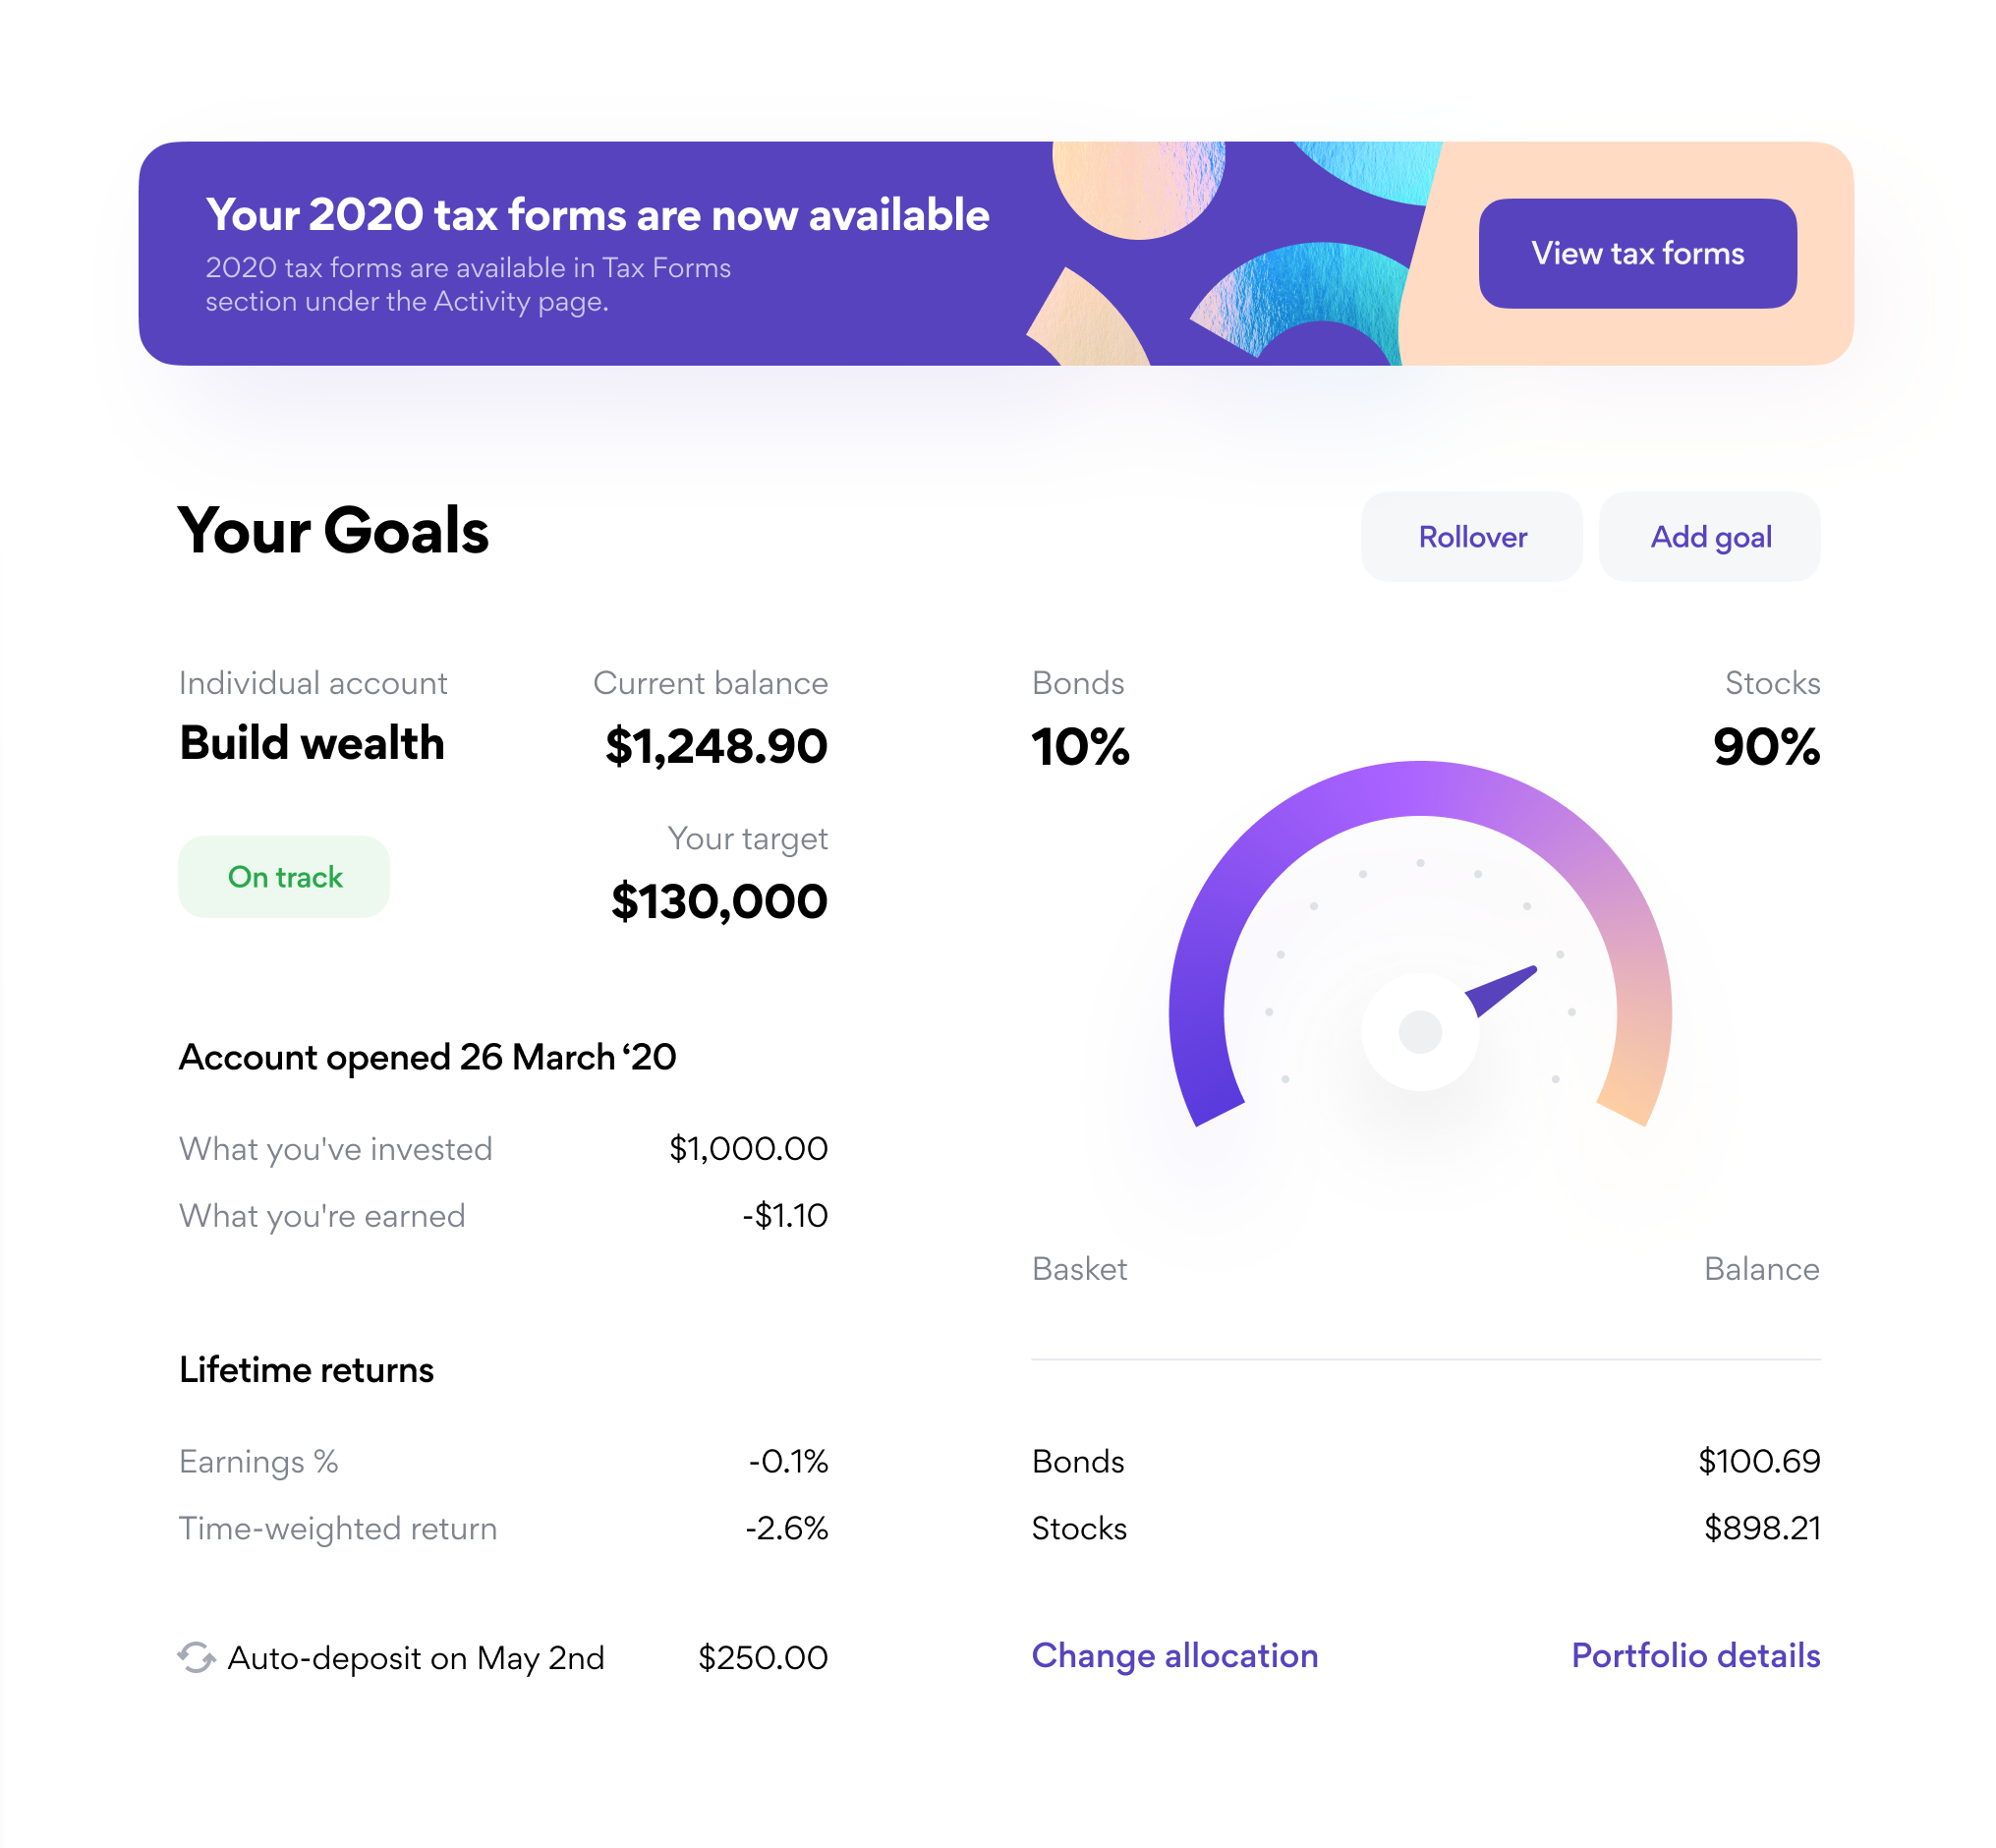 Your 2020 tax forms are now available
2020 tax forms are available in Tax Forms
section under the Activity page.
View tax forms
Your Goals
Rollover
Add goal
Individual account
Current balance
Build wealth
$1,248.90
Your target
On track
$130,000
Account opened 26 March ‘20
What you've invested
$1,000.00
What you're earned
-$1.10
Lifetime returns
Earnings %
-0.1%
Time-weighted return
-2.6%
Auto-deposit on May 2nd
$250.00
Bonds
Stocks
10%
90%
Basket
Balance
Bonds
$100.69
Stocks
$898.21
Change allocation
Portfolio details